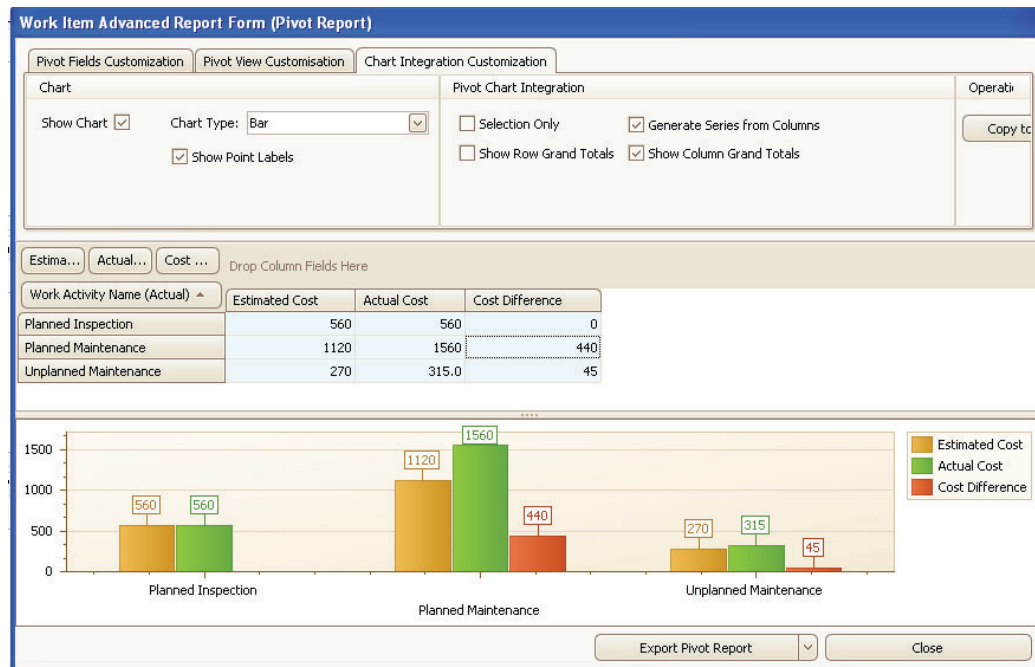 Work Item Advanced Report Form (Pivot Report)
Pivot Fields Customization Pivot View Customisation Chart Integration Customization
Chart Pivot Chart Integration Operati
Show Chart Chart Type: Bar Selection Only Generate Series from Columns Copy to
Show Point Labels Show Row Grand Totals Show Column Grand Totals
Estima... Actual... Cost ... Drop Column Fields Here
Work Activity Name (Actual) Estimated Cost Actual Cost Cost Difference
Planned Inspection 560 560 0
Planned Maintenance 1120 1560 440
Unplanned Maintenance 270 315.0 45
1500
1000
500
0
560 560
1120 1560 440
270 315 45
Planned Inspection Planned Maintenance Unplanned Maintenance
Estimated Cost
Actual Cost
Cost Difference
Export Pivot Report Close